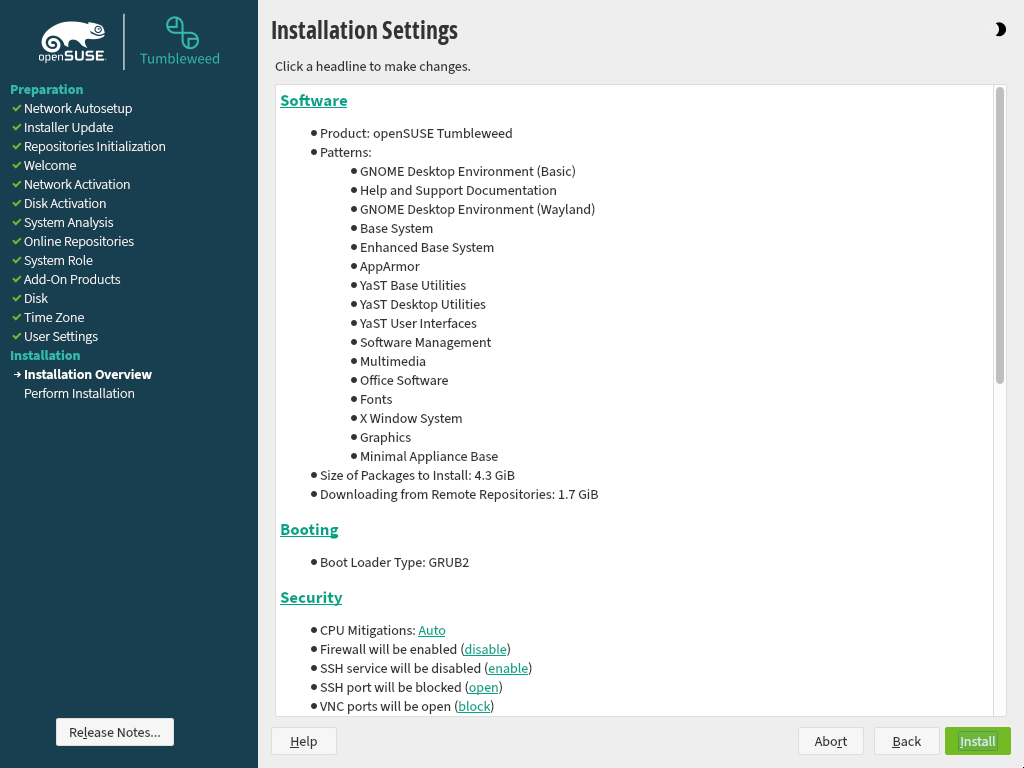 openSUSE
Tumbleweed
Preparation
Network Autosetup
Installer Update
Repositories Initialization
Welcome
Network Activation
Disk Activation
System Analysis
Online Repositories
System Role
Add-On Products
Disk
Time Zone
User Settings
Installation
Installation Overview
Perform Installation
Release Notes...
Installation Settings
Click a headline to make changes.
Software
Product: openSUSE Tumbleweed
Patterns:
GNOME Desktop Environment (Basic)
Help and Support Documentation
GNOME Desktop Environment (Wayland)
Base System
Enhanced Base System
AppArmor
YaST Base Utilities
YaST Desktop Utilities
YaST User Interfaces
Software Management
Multimedia
Office Software
Fonts
X Window System
Graphics
Minimal Appliance Base
Size of Packages to Install: 4.3 GiB
Downloading from Remote Repositories: 1.7 GiB
Booting
Boot Loader Type: GRUB2
Security
CPU Mitigations: Auto
Firewall will be enabled (disable)
SSH service will be disabled (enable)
SSH port will be blocked (open)
VNC ports will be open (block)
Help
Abort
Back
Install